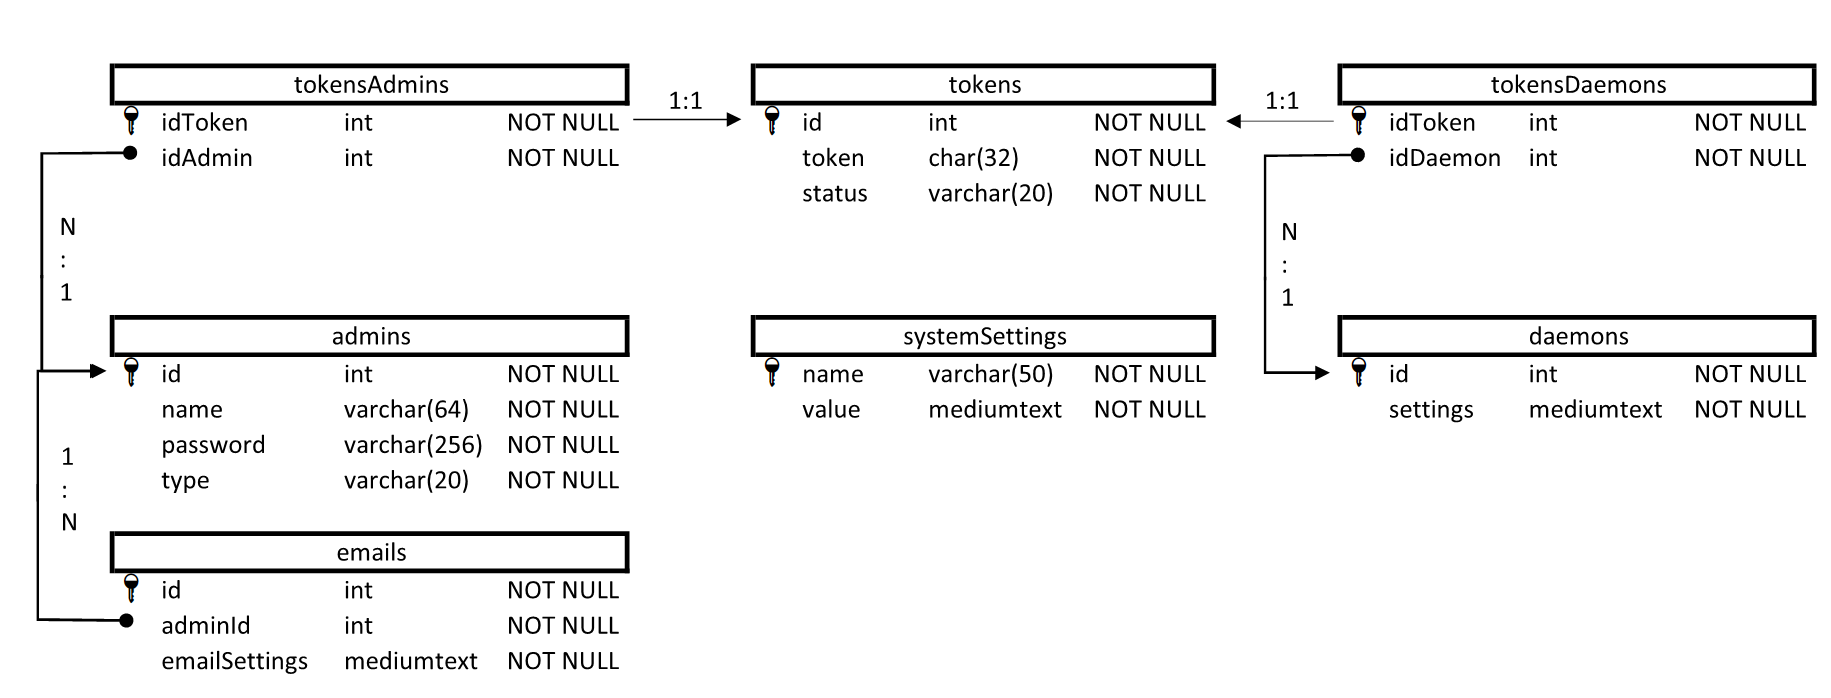 tokensAdmins
idToken int NOT NULL
idAdmin int NOT NULL
1:1
tokens
id int NOT NULL
token char(32) NOT NULL
status varchar(20) NOT NULL
1:1
tokensDaemons
idToken int NOT NULL
idDaemon int NOT NULL
N
:
1
N
:
1
admins
id int NOT NULL
name varchar(64) NOT NULL
password varchar(256) NOT NULL
type varchar(20) NOT NULL
systemSettings
name varchar(50) NOT NULL
value mediumtext NOT NULL
daemons
id int NOT NULL
settings mediumtext NOT NULL
1
:
N
emails
id int NOT NULL
adminId int NOT NULL
emailSettings mediumtext NOT NULL